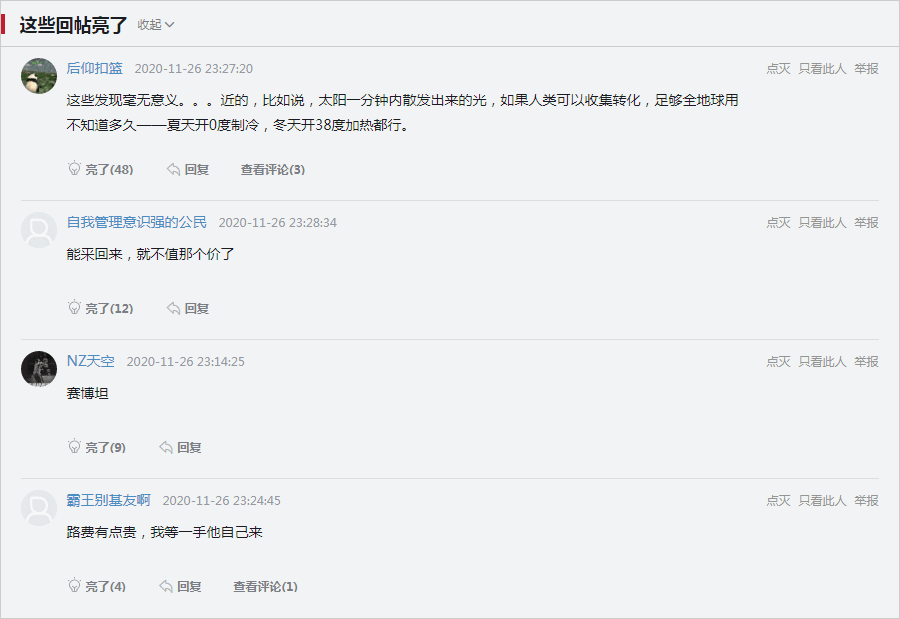 这些回帖亮了 收起
后仰扣篮 2020-11-26 23:27:20 点灭 只看此人 举报
这些发现毫无意义。。。近的，比如说，太阳一分钟内散发出来的光，如果人类可以收集转化，足够全地球用
不知道多久——夏天开0度制冷，冬天开38度加热都行。
亮了(48) 回复 查看评论(3)
自我管理意识强的公民 2020-11-26 23:28:34 点灭 只看此人 举报
能采回来，就不值那个价了
亮了(12) 回复
NZ天空 2020-11-26 23:14:25 点灭 只看此人 举报
赛博坦
亮了(9) 回复
霸王别基友啊 2020-11-26 23:24:45 点灭 只看此人 举报
路费有点贵，我等一手他自己来
亮了(4) 回复 查看评论(1)